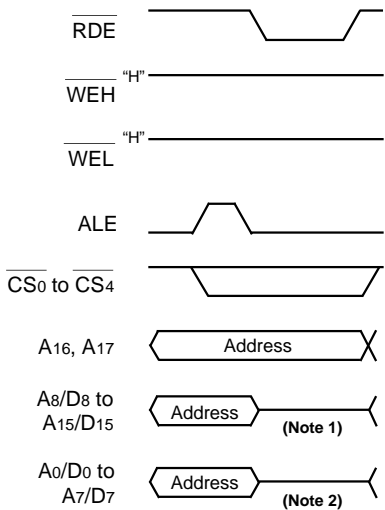 RDE
"H"
WEH
"H"
WEL
ALE
CS0 to CS4
A16, A17
Address
A8/D8 to
A15/D15
Address
(Note 1)
A0/D0 to
A7/D7
Address
(Note 2)